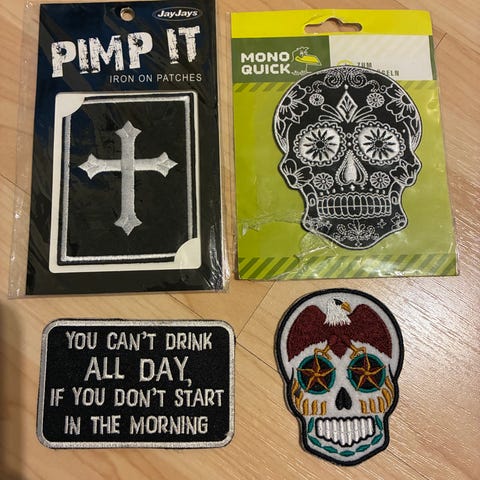 JayJays
PIMP IT
IRON ON PATCHES
MONO
QUICK
ZUM
YOU CAN'T DRINK
ALL DAY,
IF YOU DON'T START
IN THE MORNING